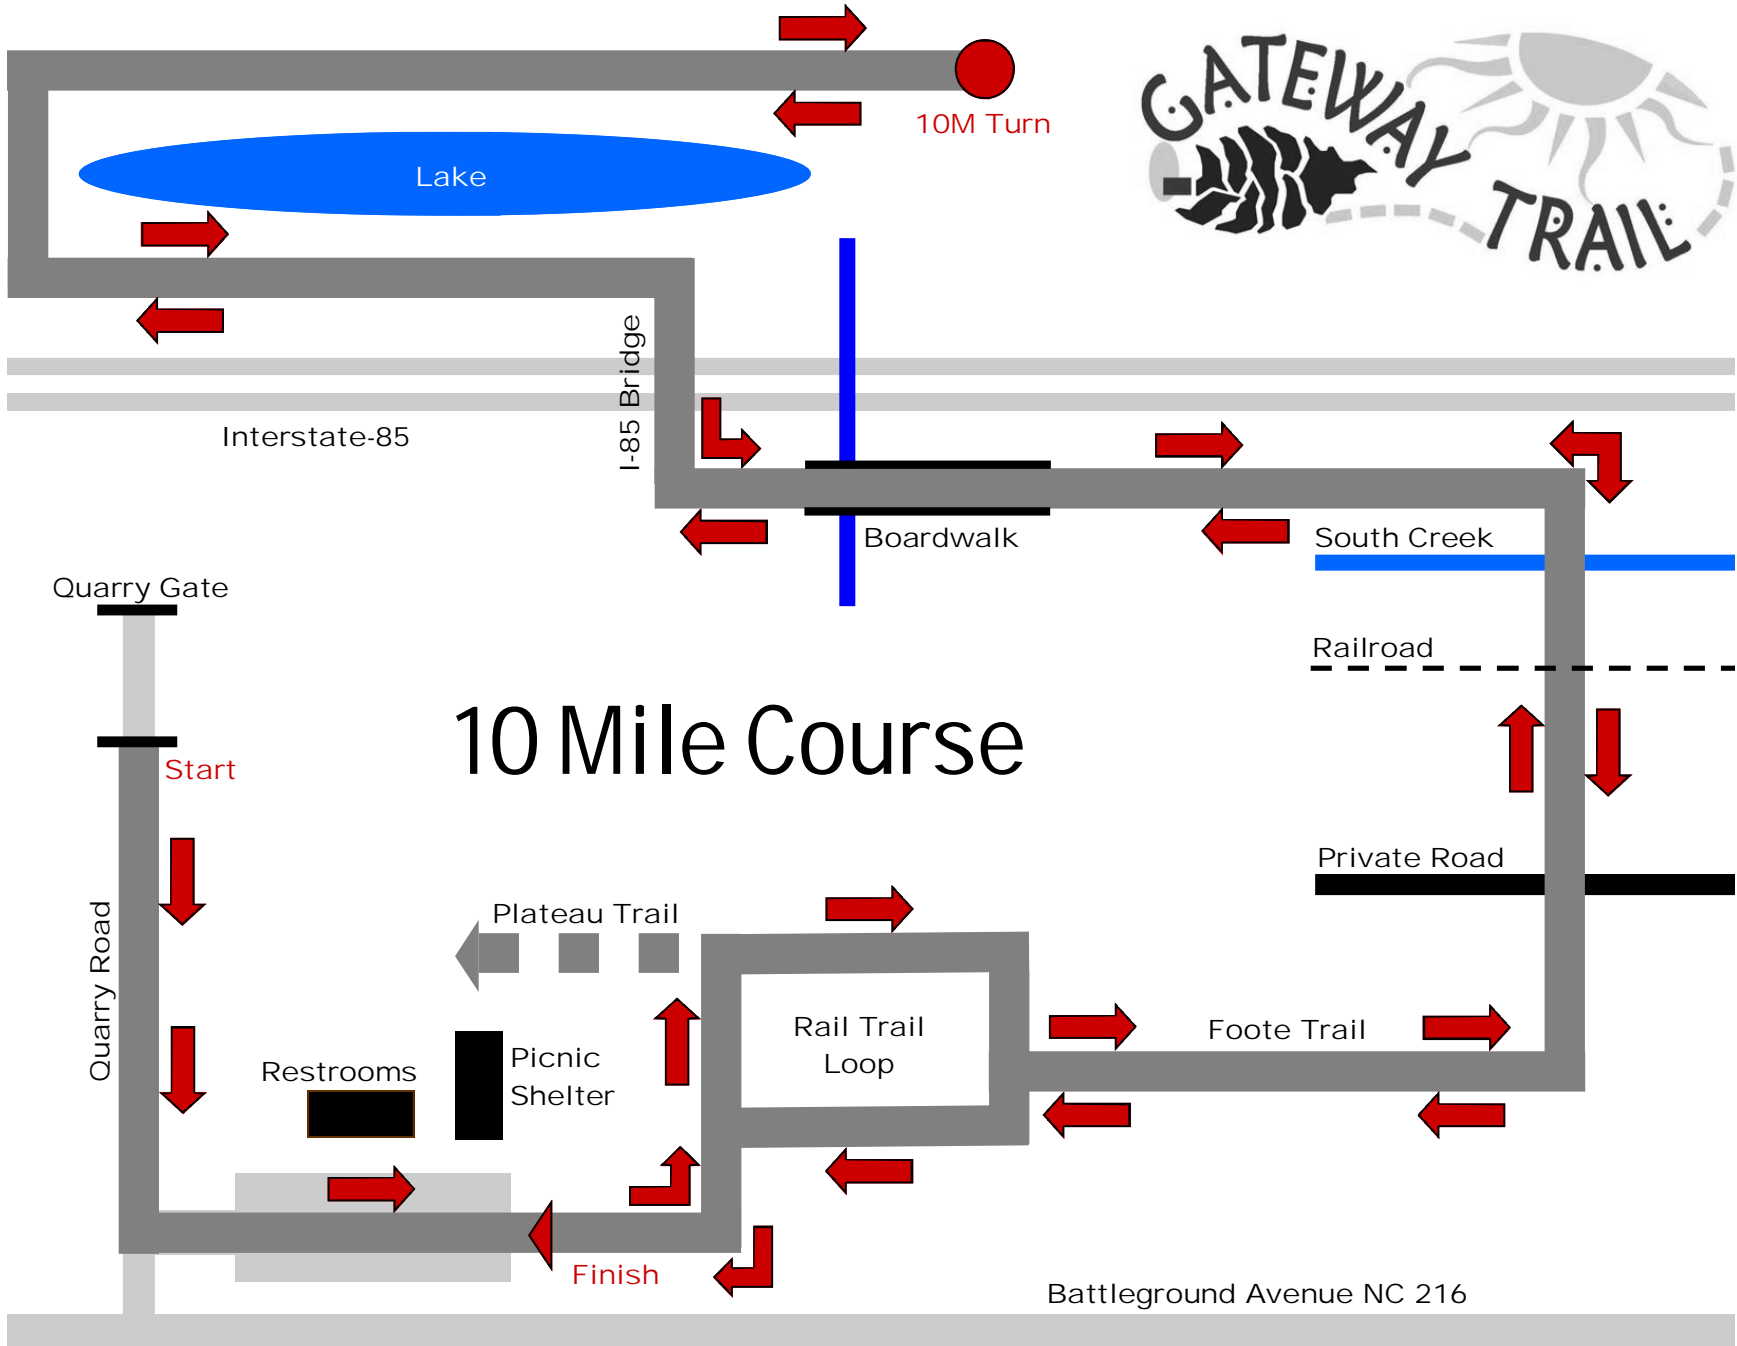 GATEWAY
TRAIL
10M Turn
Lake
I-85 Bridge
Interstate-85
Boardwalk
South Creek
Quarry Gate
Railroad
10 Mile Course
Start
Private Road
Plateau Trail
Quarry Road
Rail Trail
Loop
Foote Trail
Restrooms
Picnic
Shelter
Finish
Battleground Avenue NC 216